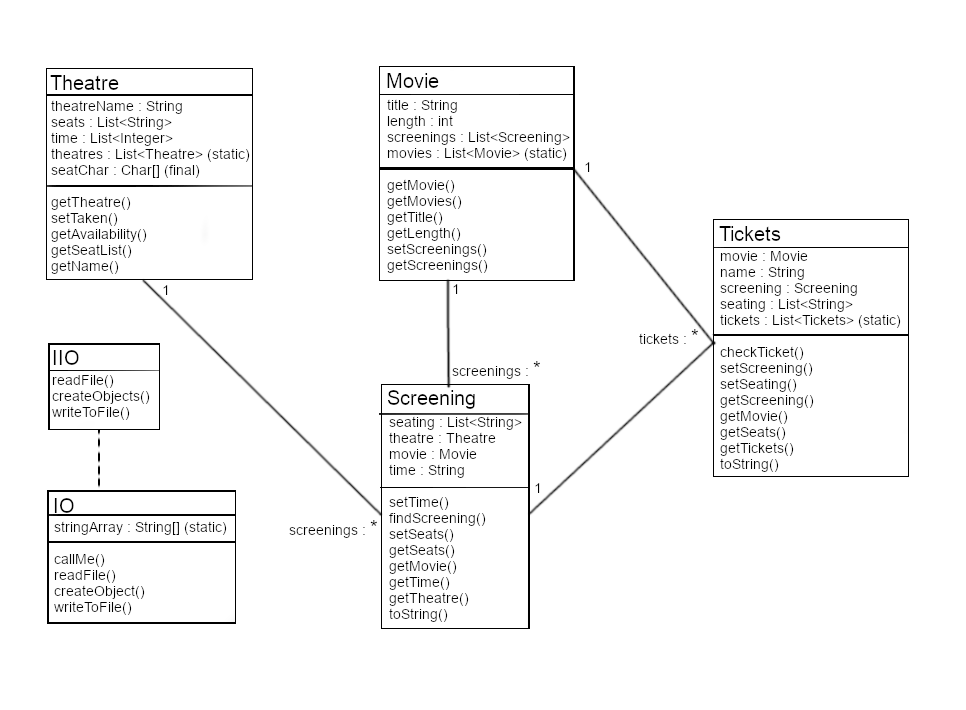 Theatre
theatreName : String
seats : List<String>
time : List<Integer>
theatres : List<Theatre> (static)
seatChar : Char[] (final)
getTheatre()
setTaken()
getAvailability()
getSeatList()
getName()
1
Movie
title : String
length : int
screenings : List<Screening>
movies : List<Movie> (static)
getMovie()
getMovies()
getTitle()
getLength()
setScreenings()
getScreenings()
1
1
Tickets
movie : Movie
name : String
screening : Screening
seating : List<String>
tickets : List<Tickets> (static)
checkTicket()
setScreening()
setSeating()
getScreening()
getMovie()
getSeats()
getTickets()
toString()
tickets : *
IIO
readFile()
createObjects()
writeToFile()
screenings : *
Screening
seating : List<String>
theatre : Theatre
movie : Movie
time : String
setTime()
findScreening()
setSeats()
getSeats()
getMovie()
getTime()
getTheatre()
toString()
1
screenings : *
IO
stringArray : String[] (static)
callMe()
readFile()
createObject()
writeToFile()